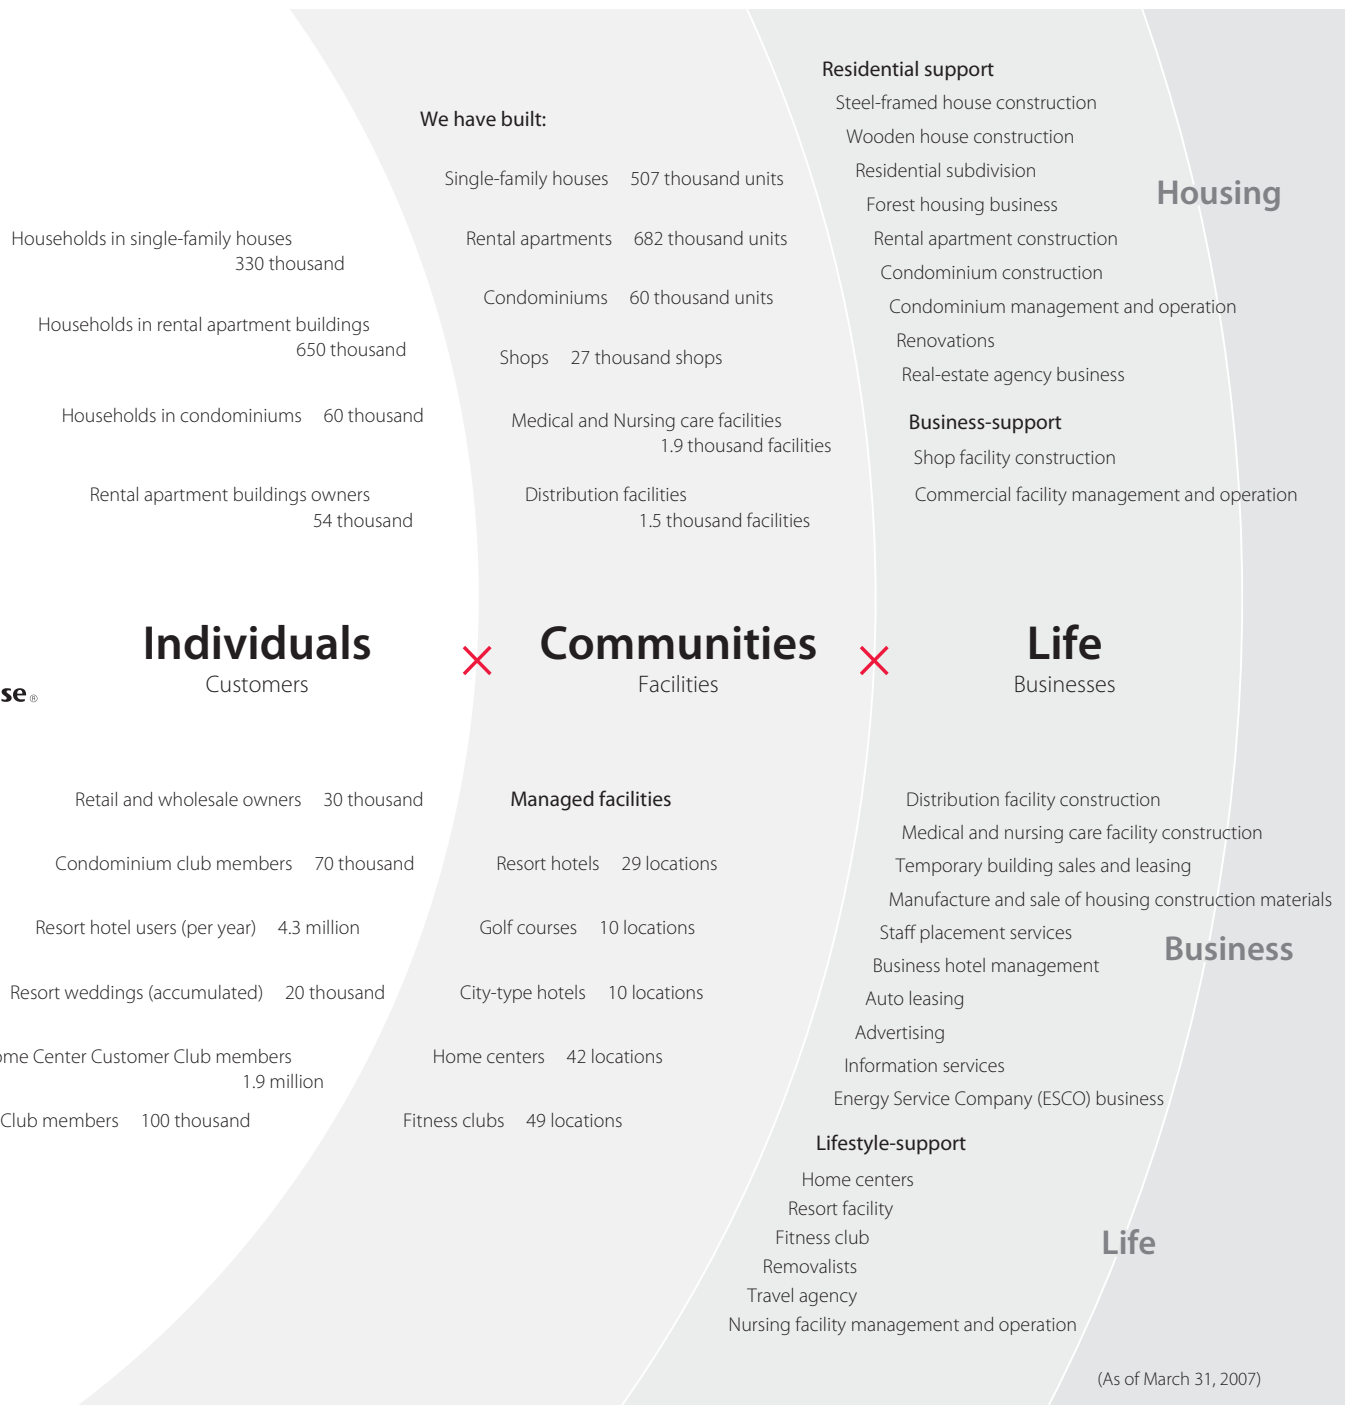 Households in single-family houses
330 thousand
Households in rental apartment buildings
650 thousand
Households in condominiums 60 thousand
Rental apartment buildings owners
54 thousand
Individuals
Customers
se®
Retail and wholesale owners 30 thousand
Condominium club members 70 thousand
Resort hotel users (per year) 4.3 million
Resort weddings (accumulated) 20 thousand
ome Center Customer Club members
1.9 million
Club members 100 thousand
×
We have built:
Single-family houses 507 thousand units
Rental apartments 682 thousand units
Condominiums 60 thousand units
Shops 27 thousand shops
Medical and Nursing care facilities
1.9 thousand facilities
Distribution facilities
1.5 thousand facilities
Communities
Facilities
Managed facilities
Resort hotels 29 locations
Golf courses 10 locations
City-type hotels 10 locations
Home centers 42 locations
Fitness clubs 49 locations
×
Residential support
Steel-framed house construction
Wooden house construction
Residential subdivision
Forest housing business
Rental apartment construction
Condominium construction
Condominium management and operation
Renovations
Real-estate agency business
Business-support
Shop facility construction
Commercial facility management and operation
Life
Businesses
Distribution facility construction
Medical and nursing care facility construction
Temporary building sales and leasing
Manufacture and sale of housing construction materials
Staff placement services
Business hotel management
Auto leasing
Advertising
Information services
Energy Service Company (ESCO) business
Lifestyle-support
Home centers
Resort facility
Fitness club
Removalists
Travel agency
Nursing facility management and operation
Housing
Business
Life
(As of March 31, 2007)